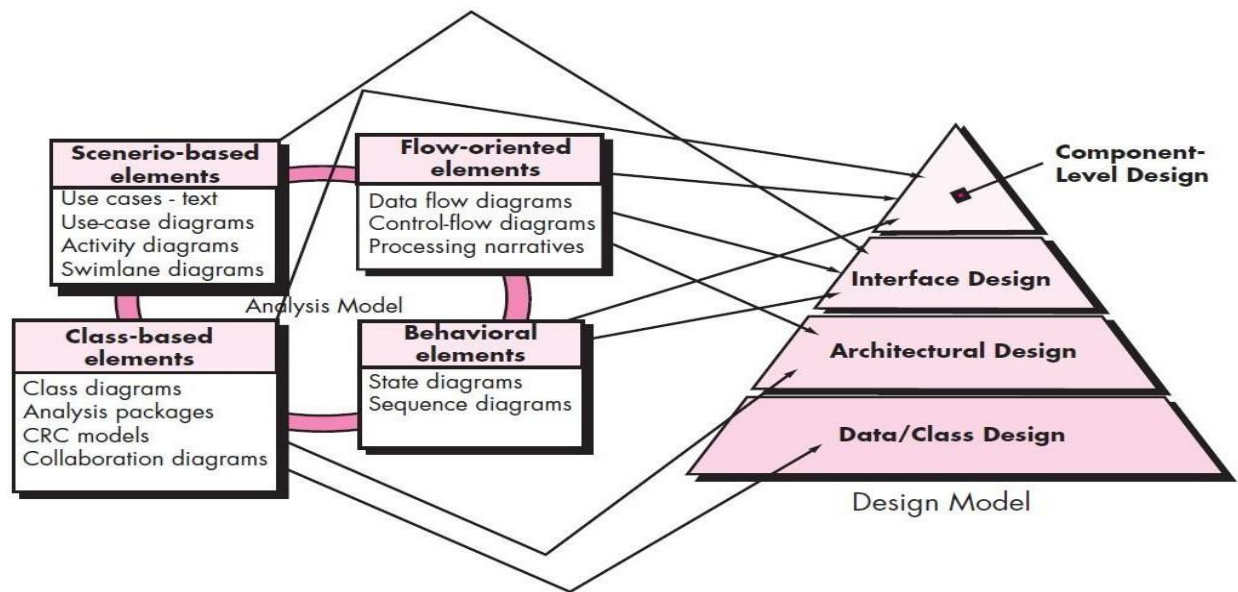 Scenerio-based
elements
Use cases - text
Use-case diagrams
Activity diagrams
Swimlane diagrams
Flow-oriented
elements
Data flow diagrams
Control-flow diagrams
Processing narratives
Analysis Model
Class-based
elements
Class diagrams
Analysis packages
CRC models
Collaboration diagrams
Behavioral
elements
State diagrams
Sequence diagrams
Component-
Level Design
Interface Design
Architectural Design
Data/Class Design
Design Model